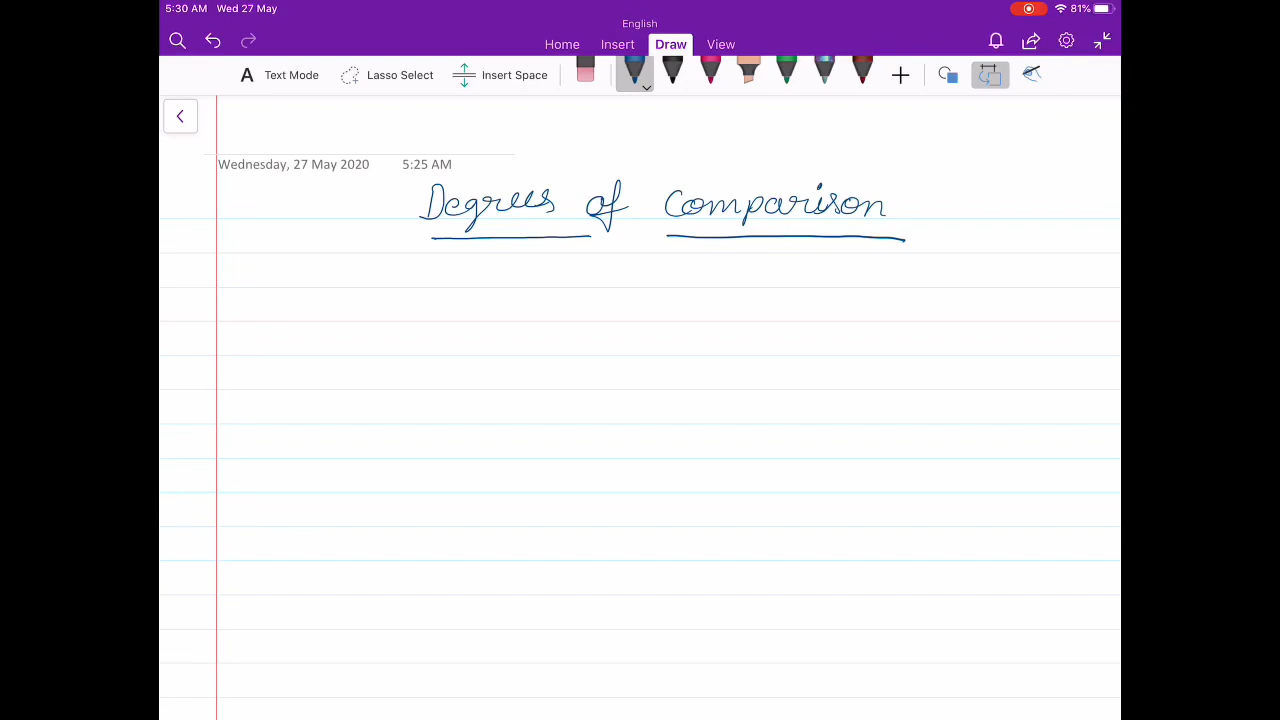 5:30 AM Wed 27 May 81%
English
Home Insert Draw View
A Text Mode Lasso Select Insert Space
Wednesday, 27 May 2020 5:25 AM
Degrees of Comparison